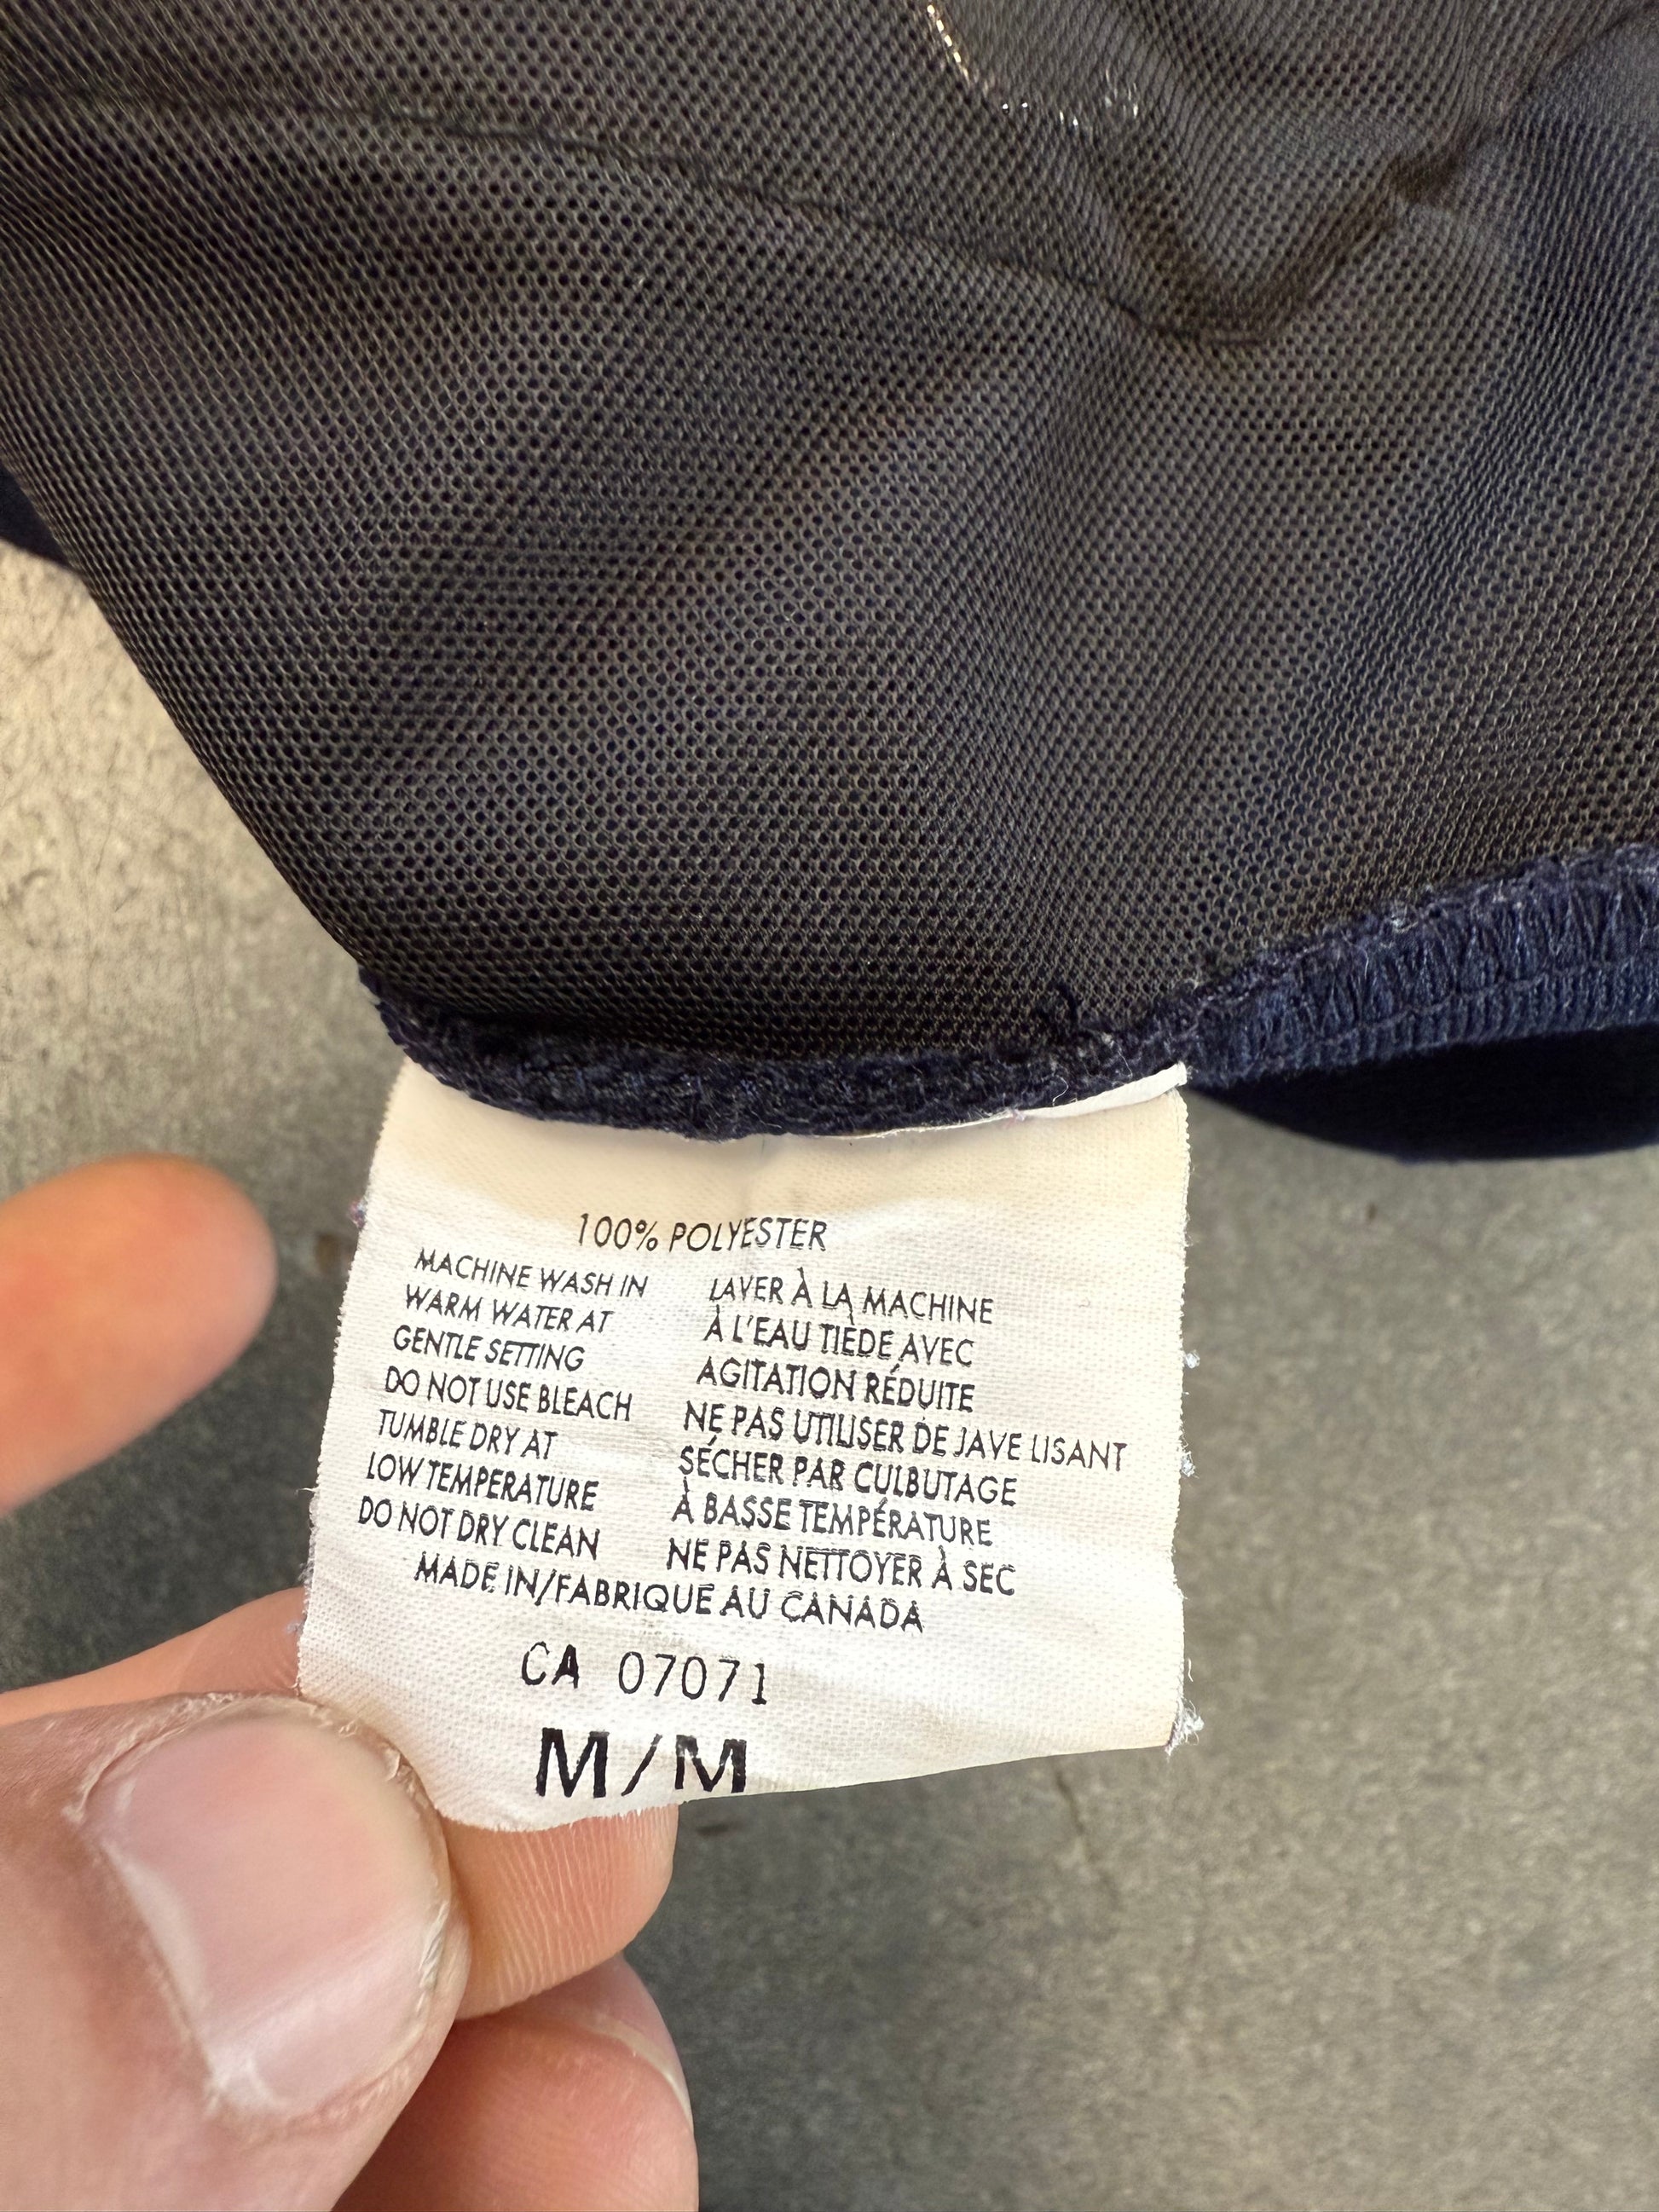 100% POLYESTER
MACHINE WASH IN
WARM WATER AT
GENTLE SETTING
DO NOT USE BLEACH
TUMBLE DRY AT
LOW TEMPERATURE
DO NOT DRY CLEAN
LAVER À LA MACHINE
À L'EAU TIÈDE AVEC
AGITATION RÉDUITE
NE PAS UTILISER DE JAVE LISANT
SÉCHER PAR CULBUTAGE
À BASSE TEMPÉRATURE
NE PAS NETTOYER À SEC
MADE IN/FABRIQUE AU CANADA
CA 07071
M/M